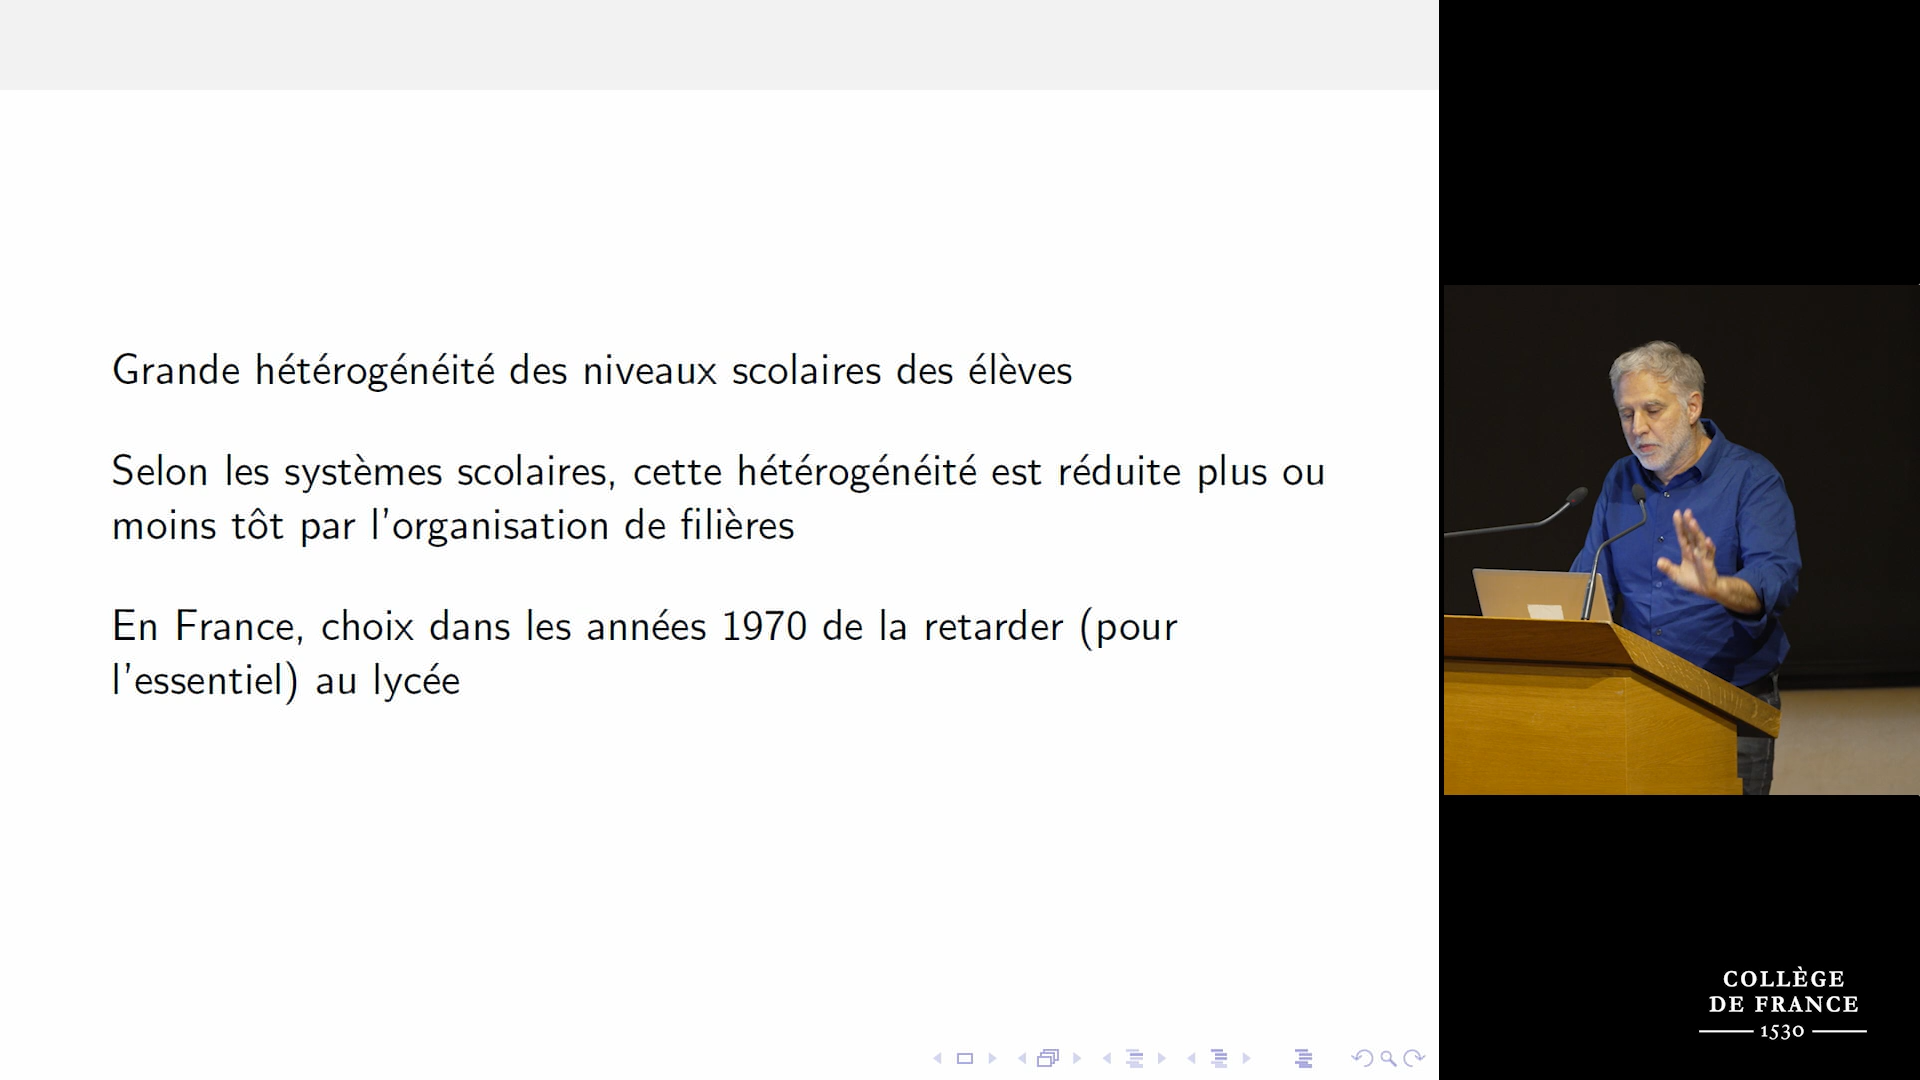 Grande hétérogénéité des niveaux scolaires des élèves
Selon les systèmes scolaires, cette hétérogénéité est réduite plus ou
moins tôt par l'organisation de filières
En France, choix dans les années 1970 de la retarder (pour
l'essentiel) au lycée
COLLÈGE
DE FRANCE
1530